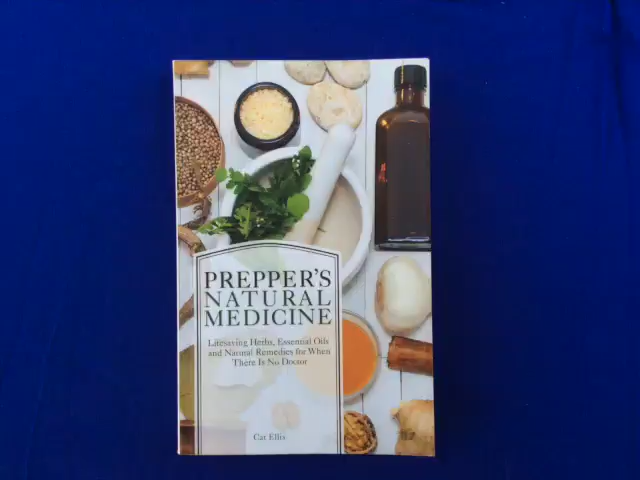 PREPPER'S
NATURAL
MEDICINE
Lifesaving Herbs, Essential Oils
and Natural Remedies for When
There Is No Doctor
Cat Ellis